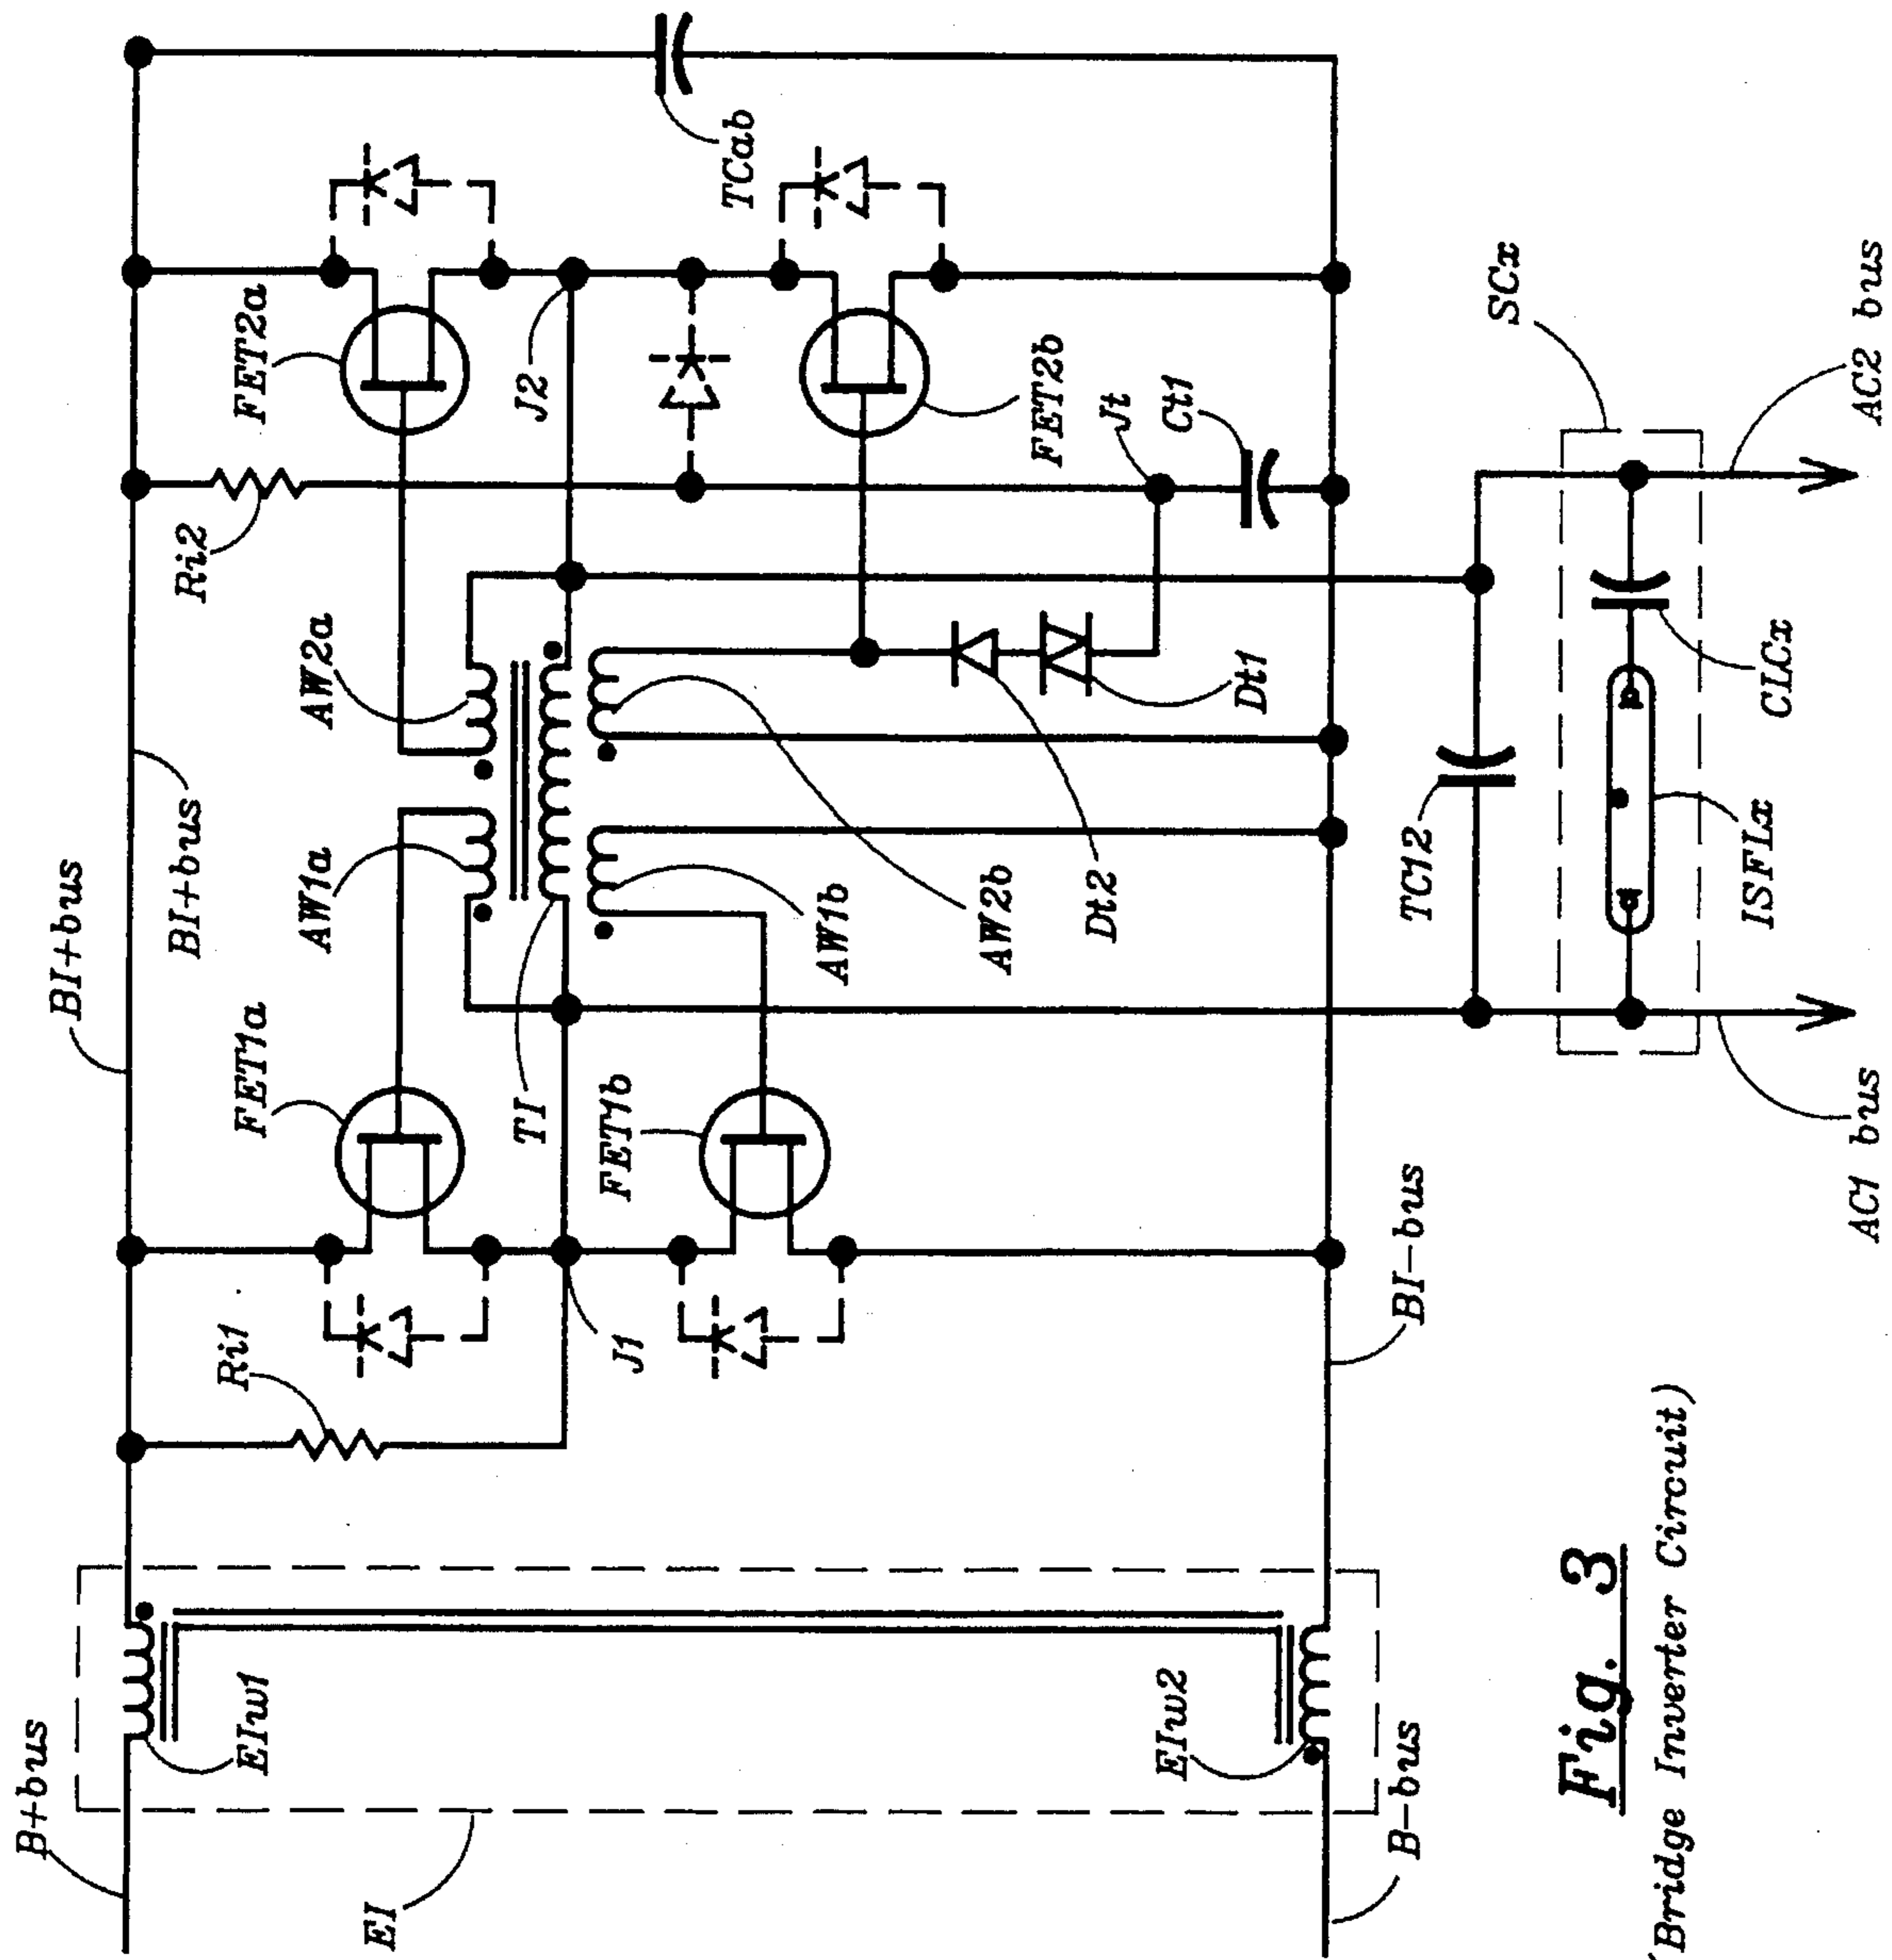 B+bus
EI
EIw1
EIw2
B-bus
BI+bus
BI+bus
Ri1
J1
FET1a
TI
FET1b
BI-bus
AW1a
AW1b
AW2a
AW2b
Dt2
Dt1
Ri2
FET2a
J2
FET2b
Jt
Ct1
TCab
TC12
SCx
CLCx
ISFLx
AC1 bus
AC2 bus
Fig. 3
(Bridge Inverter Circuit)